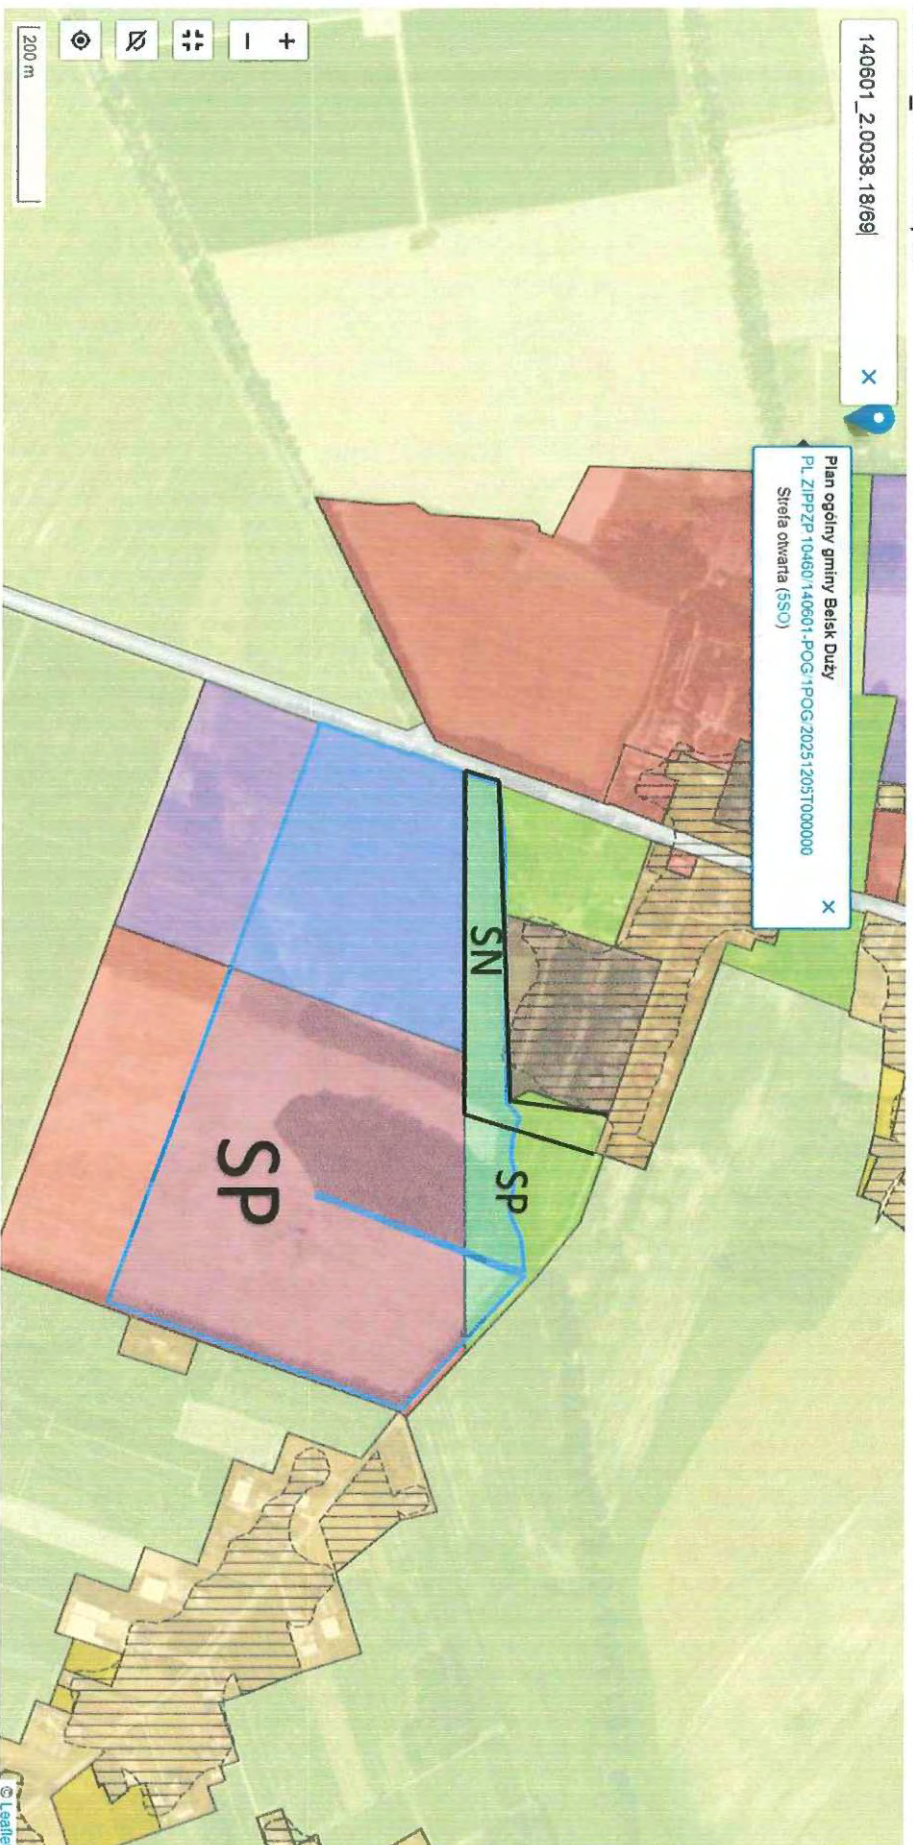 140601_2.0038.18/69
×
Plan ogólny gminy Belsk Duży
×
PL.ZIPPZP.10460/140601-POG/1POG/20251205T000000
Strefa otwarta (5SO)
+
−
200 m
SN
SP
SP
© Leafle